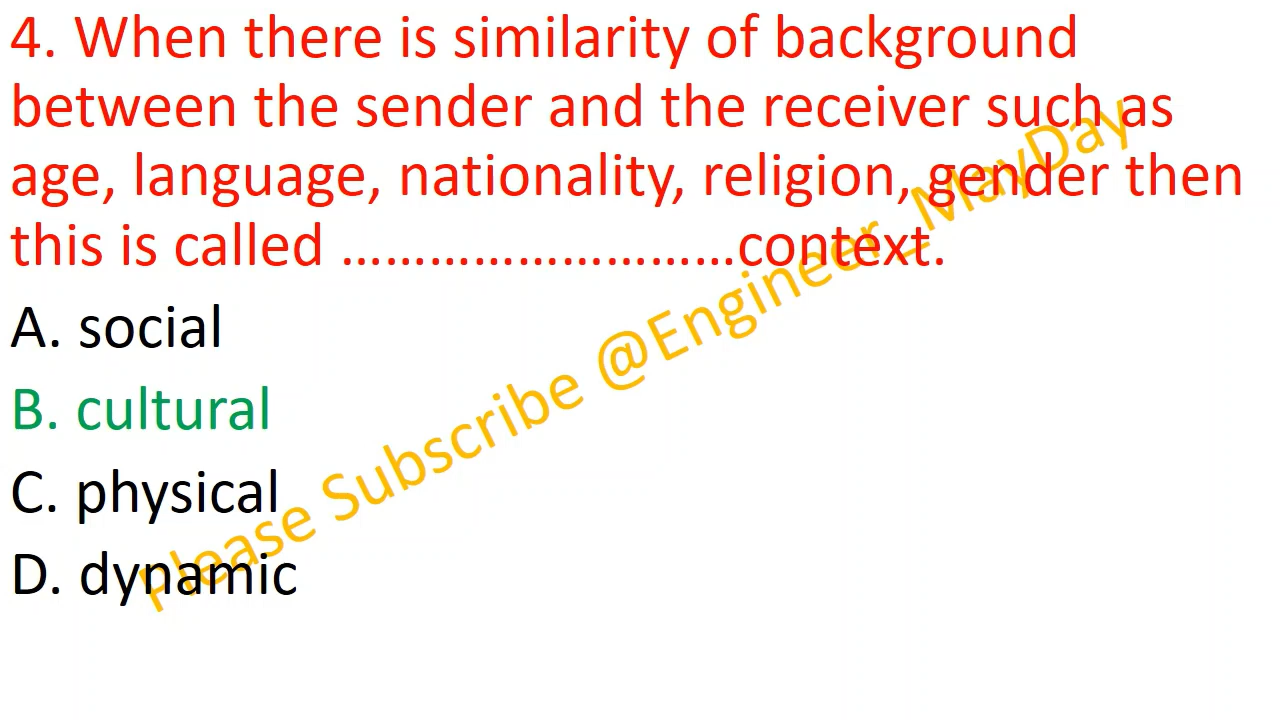 4. When there is similarity of background
between the sender and the receiver such as
age, language, nationality, religion, gender then
this is called ………………………context.
A. social
B. cultural
C. physical
D. dynamic
Please Subscribe @Engineer_MayDay